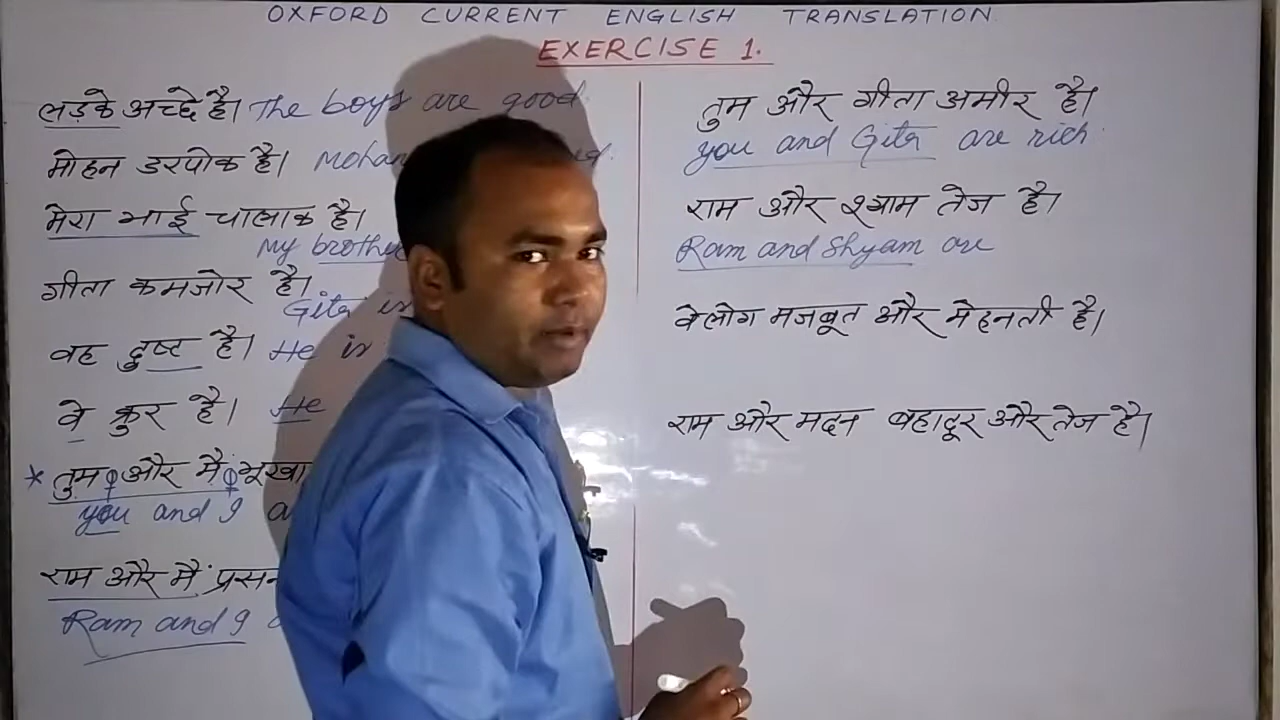 OXFORD CURRENT ENGLISH TRANSLATION
EXERCISE 1.
लड़के अच्छे है। The boys are good.
मोहन डरपोक है। Mohan
मेरा भाई चालाक है।
My brother
गीता कमजोर है।
Gita is
वह दुष्ट है। He is
वे क्रुर है। He
* तुम और मैं भूखा
you and I a
राम और मैं प्रसन
Ram and I a
तुम और गीता अमीर है।
you and Gita are rich.
राम और श्याम तेज है।
Ram and Shyam are
वेलोग मजबूत और मेहनती है।
राम और मदन बहादूर और तेज है।